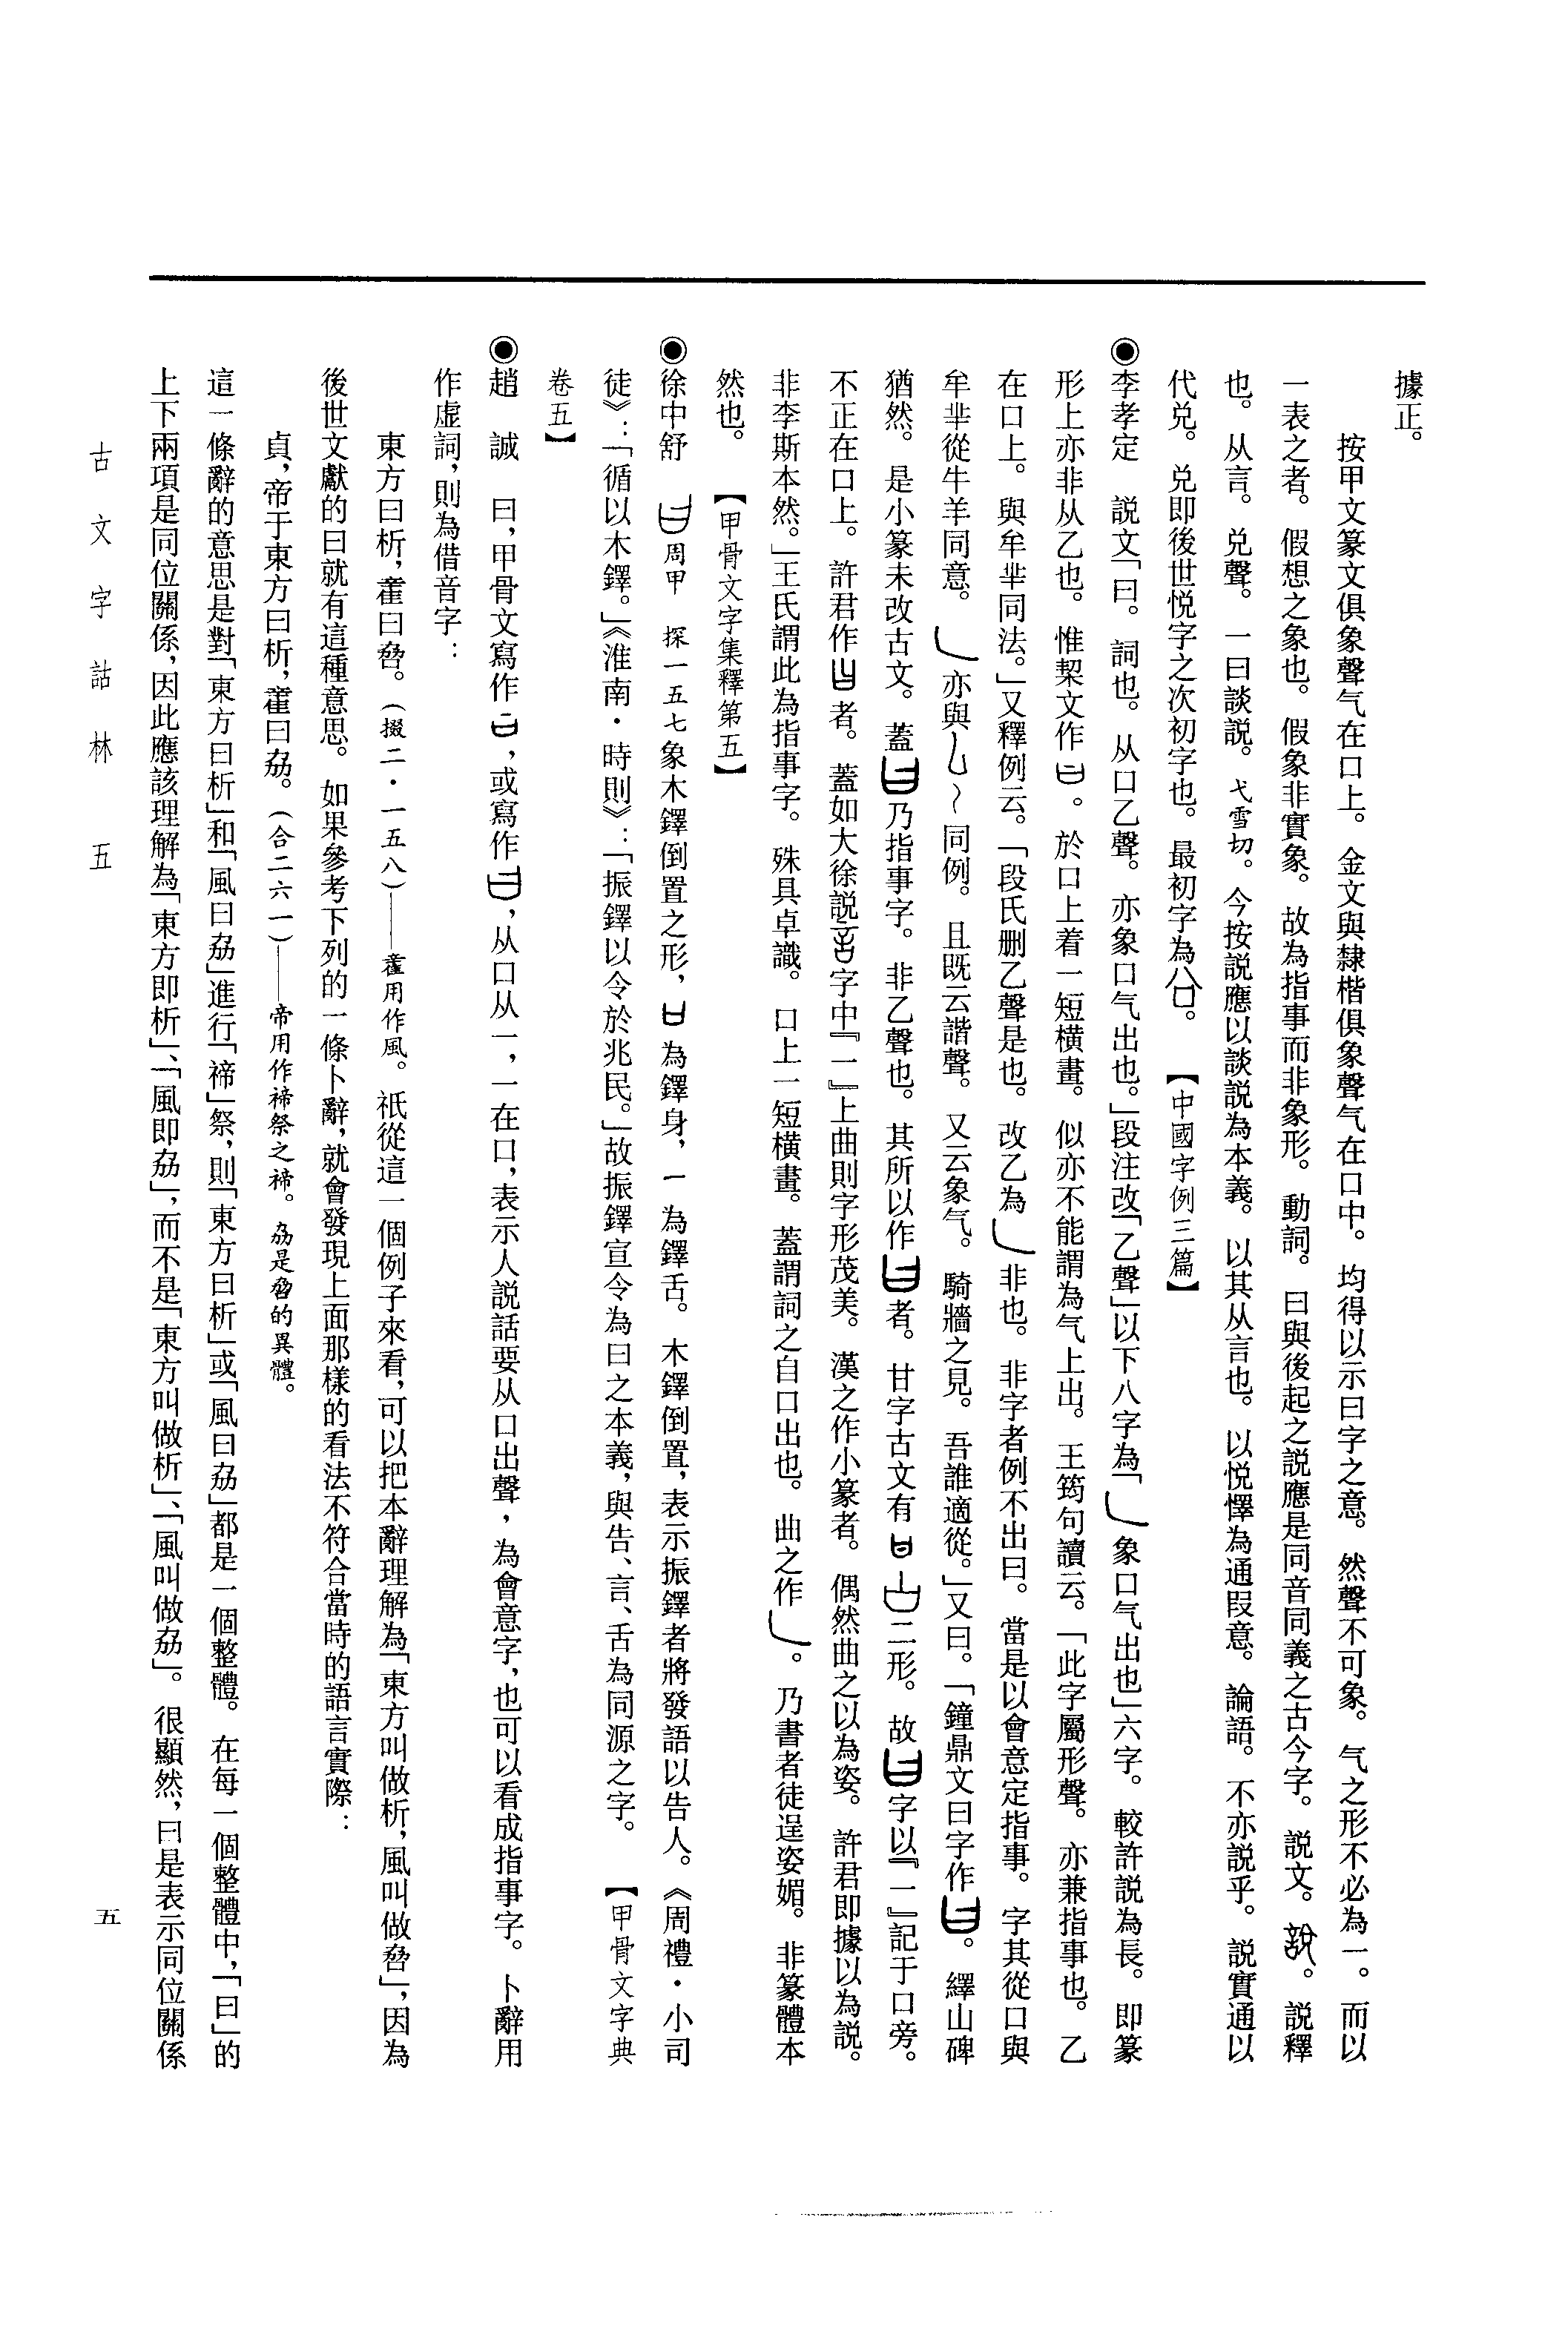 據正。
按甲文篆文俱象聲气在口上。金文與隸楷俱象聲气在口中。均得以示曰字之意。然聲不可象。气之形不必為一。而以
一表之者。假想之象也。假象非實象。故為指事而非象形。動詞。曰與後起之説應是同音同義之古今字。説文。。説釋
也。从言。兑聲。一曰談説。弋雪切。今按説應以談説為本義。以其从言也。以悦懌為通叚意。論語。不亦説乎。説實通以
代兑。兑即後世悦字之次初字也。最初字為㕣。【中國字例三篇】
◉李孝定　説文「曰。詞也。从口乙聲。亦象口气出也。」段注改「乙聲」以下八字為「象口气出也」六字。較許説為長。即篆
形上亦非从乙也。惟栔文作。於口上着一短橫畫。似亦不能謂為气上出。王筠句讀云。「此字屬形聲。亦兼指事也。乙
在口上。與牟羋同法。」又釋例云。「段氏刪乙聲是也。改乙為非也。非字者例不出曰。當是以會意定指事。字其從口與
牟羋從牛羊同意。亦與同例。且既云諧聲。又云象气。騎牆之見。吾誰適從。」又曰。「鐘鼎文曰字作。繹山碑
猶然。是小篆未改古文。蓋乃指事字。非乙聲也。其所以作者。甘字古文有二形。故字以『一』記于口旁。
不正在口上。許君作者。蓋如大徐説字中『一』上曲則字形茂美。漢之作小篆者。偶然曲之以為姿。許君即據以為説。
非李斯本然。」王氏謂此為指事字。殊具卓識。口上一短橫畫。蓋謂詞之自口出也。曲之作。乃書者徒逞姿媚。非篆體本
然也。【甲骨文字集釋第五】
◉徐中舒　周甲　探一五七象木鐸倒置之形，為鐸身，一為鐸舌。木鐸倒置，表示振鐸者將發語以告人。《周禮·小司
徒》：「循以木鐸。」《淮南·時則》：「振鐸以令於兆民。」故振鐸宣令為曰之本義，與告、言、舌為同源之字。【甲骨文字典
卷五】
◉趙　誠　曰，甲骨文寫作，或寫作，从口从一，一在口，表示人説話要从口出聲，為會意字，也可以看成指事字。卜辭用
作虛詞，則為借音字：
東方曰析，雚曰㕦。（掇二·一五八）——雚用作風。祇從這一個例子來看，可以把本辭理解為「東方叫做析，風叫做」，因為
後世文獻的曰就有這種意思。如果參考下列的一條卜辭，就會發現上面那樣的看法不符合當時的語言實際：
貞，帝于東方曰析，雚曰劦。（合二六一）——帝用作禘祭之禘。劦是的異體。
這一條辭的意思是對「東方曰析」和「風曰劦」進行「禘」祭，則「東方曰析」或「風曰劦」都是一個整體。在每一個整體中，「曰」的
上下兩項是同位關係，因此應該理解為「東方即析」、「風即劦」，而不是「東方叫做析」、「風叫做劦」。很顯然，曰是表示同位關係
古文字詁林　五
五